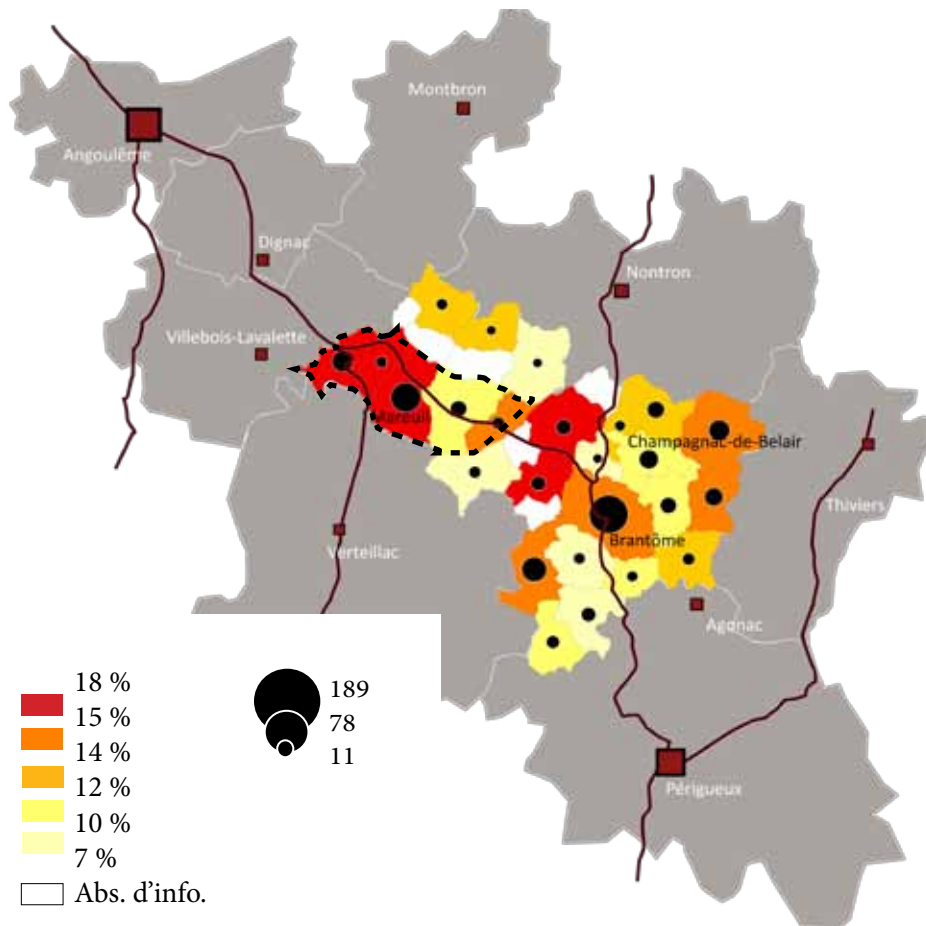 Montbron
Angoulême
Dignac
Nontron
Villebois-Lavalette
Mareuil
Champagnac-de-Belair
Thiviers
Brantôme
Verteillac
Agonac
Périgueux
18 %
15 %
14 %
12 %
10 %
7 %
Abs. d’info.
189
78
11